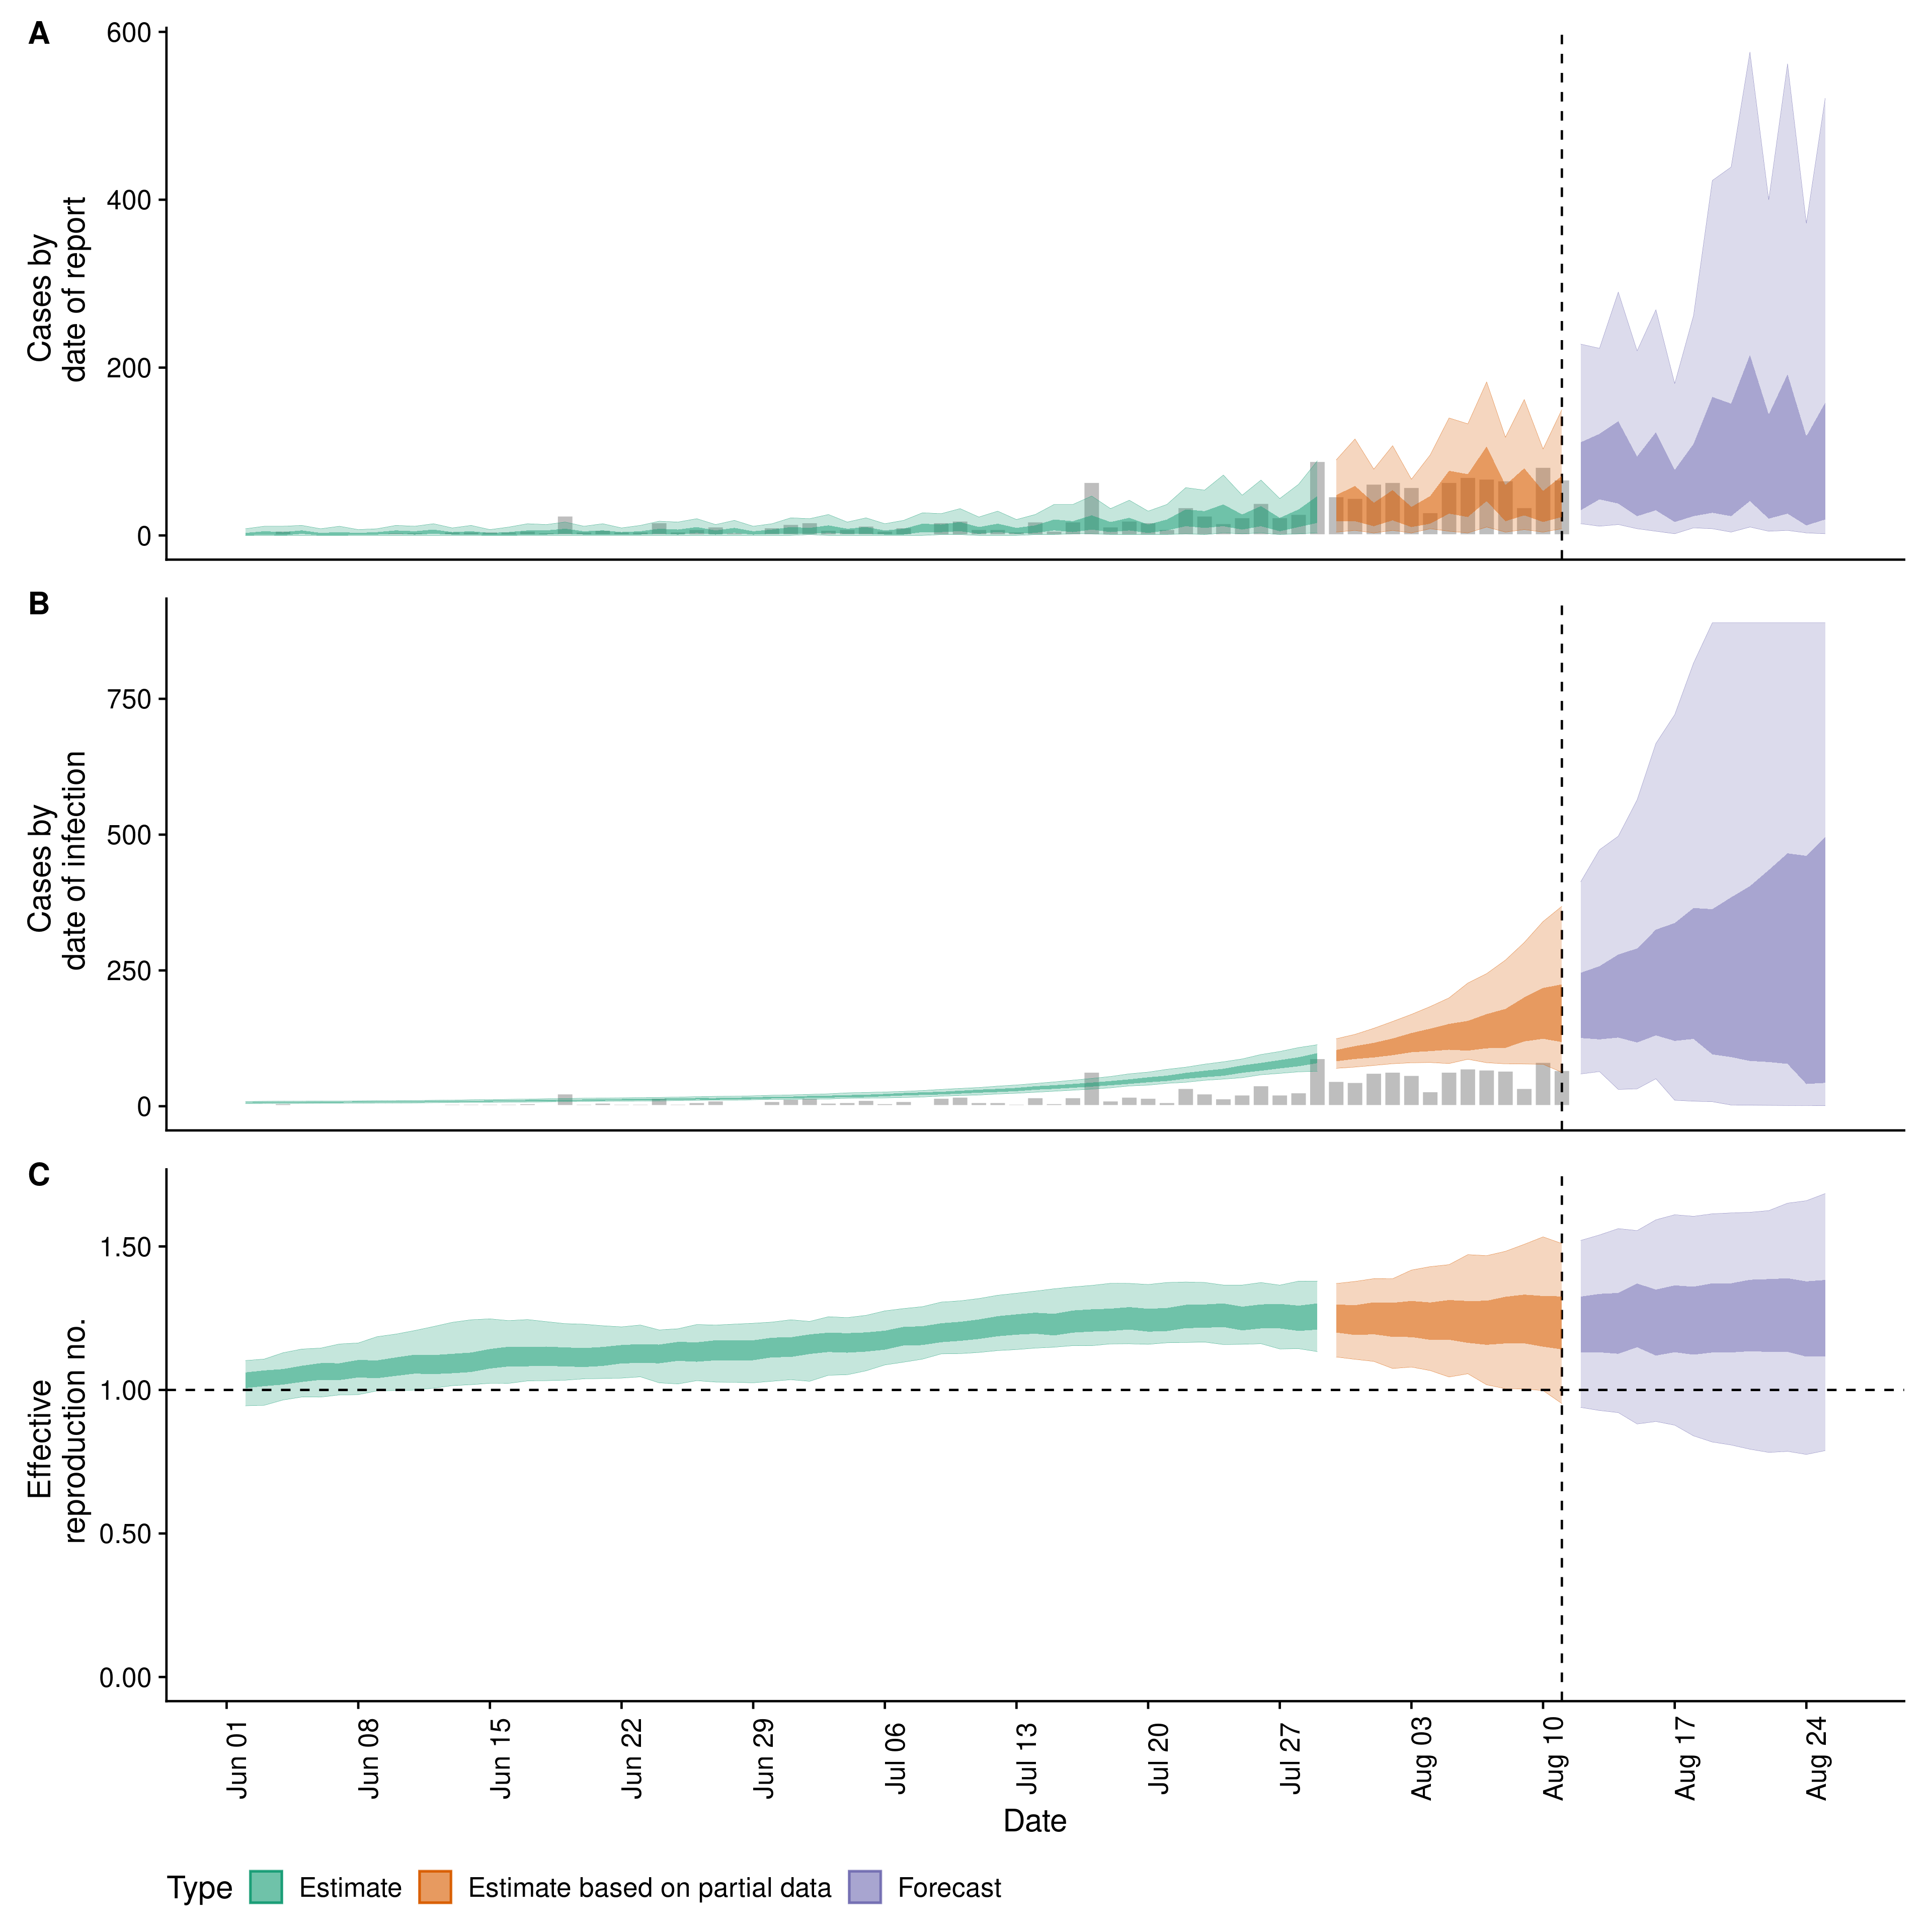 A
Cases by
date of report
600
400
200
0
B
Cases by
date of infection
750
500
250
0
C
Effective
reproduction no.
1.50
1.00
0.50
0.00
Jun 01
Jun 08
Jun 15
Jun 22
Jun 29
Jul 06
Jul 13
Jul 20
Jul 27
Aug 03
Aug 10
Aug 17
Aug 24
Date
Type Estimate Estimate based on partial data Forecast